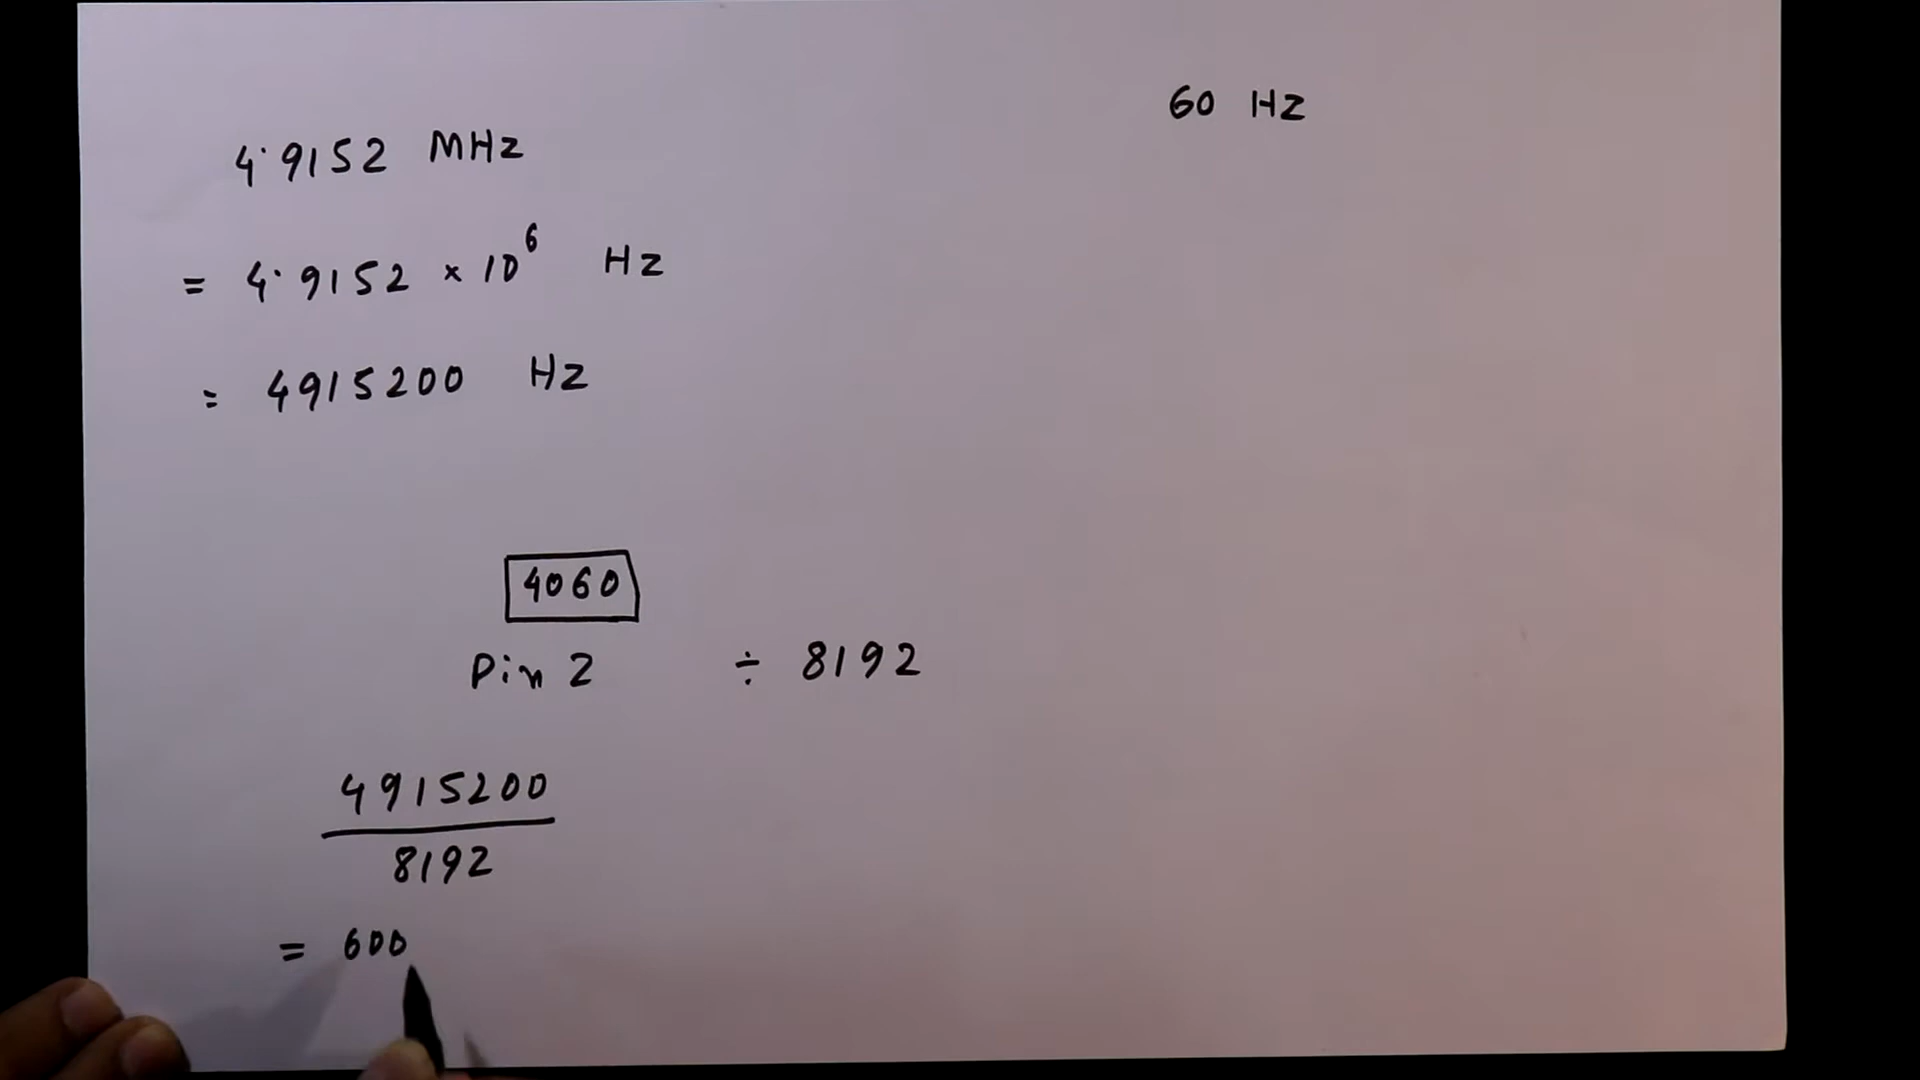 60 Hz
4.9152 MHz
= 4.9152 × 10⁶ Hz
= 4915200 Hz
4060
Pin 2 ÷ 8192
4915200
8192
= 600